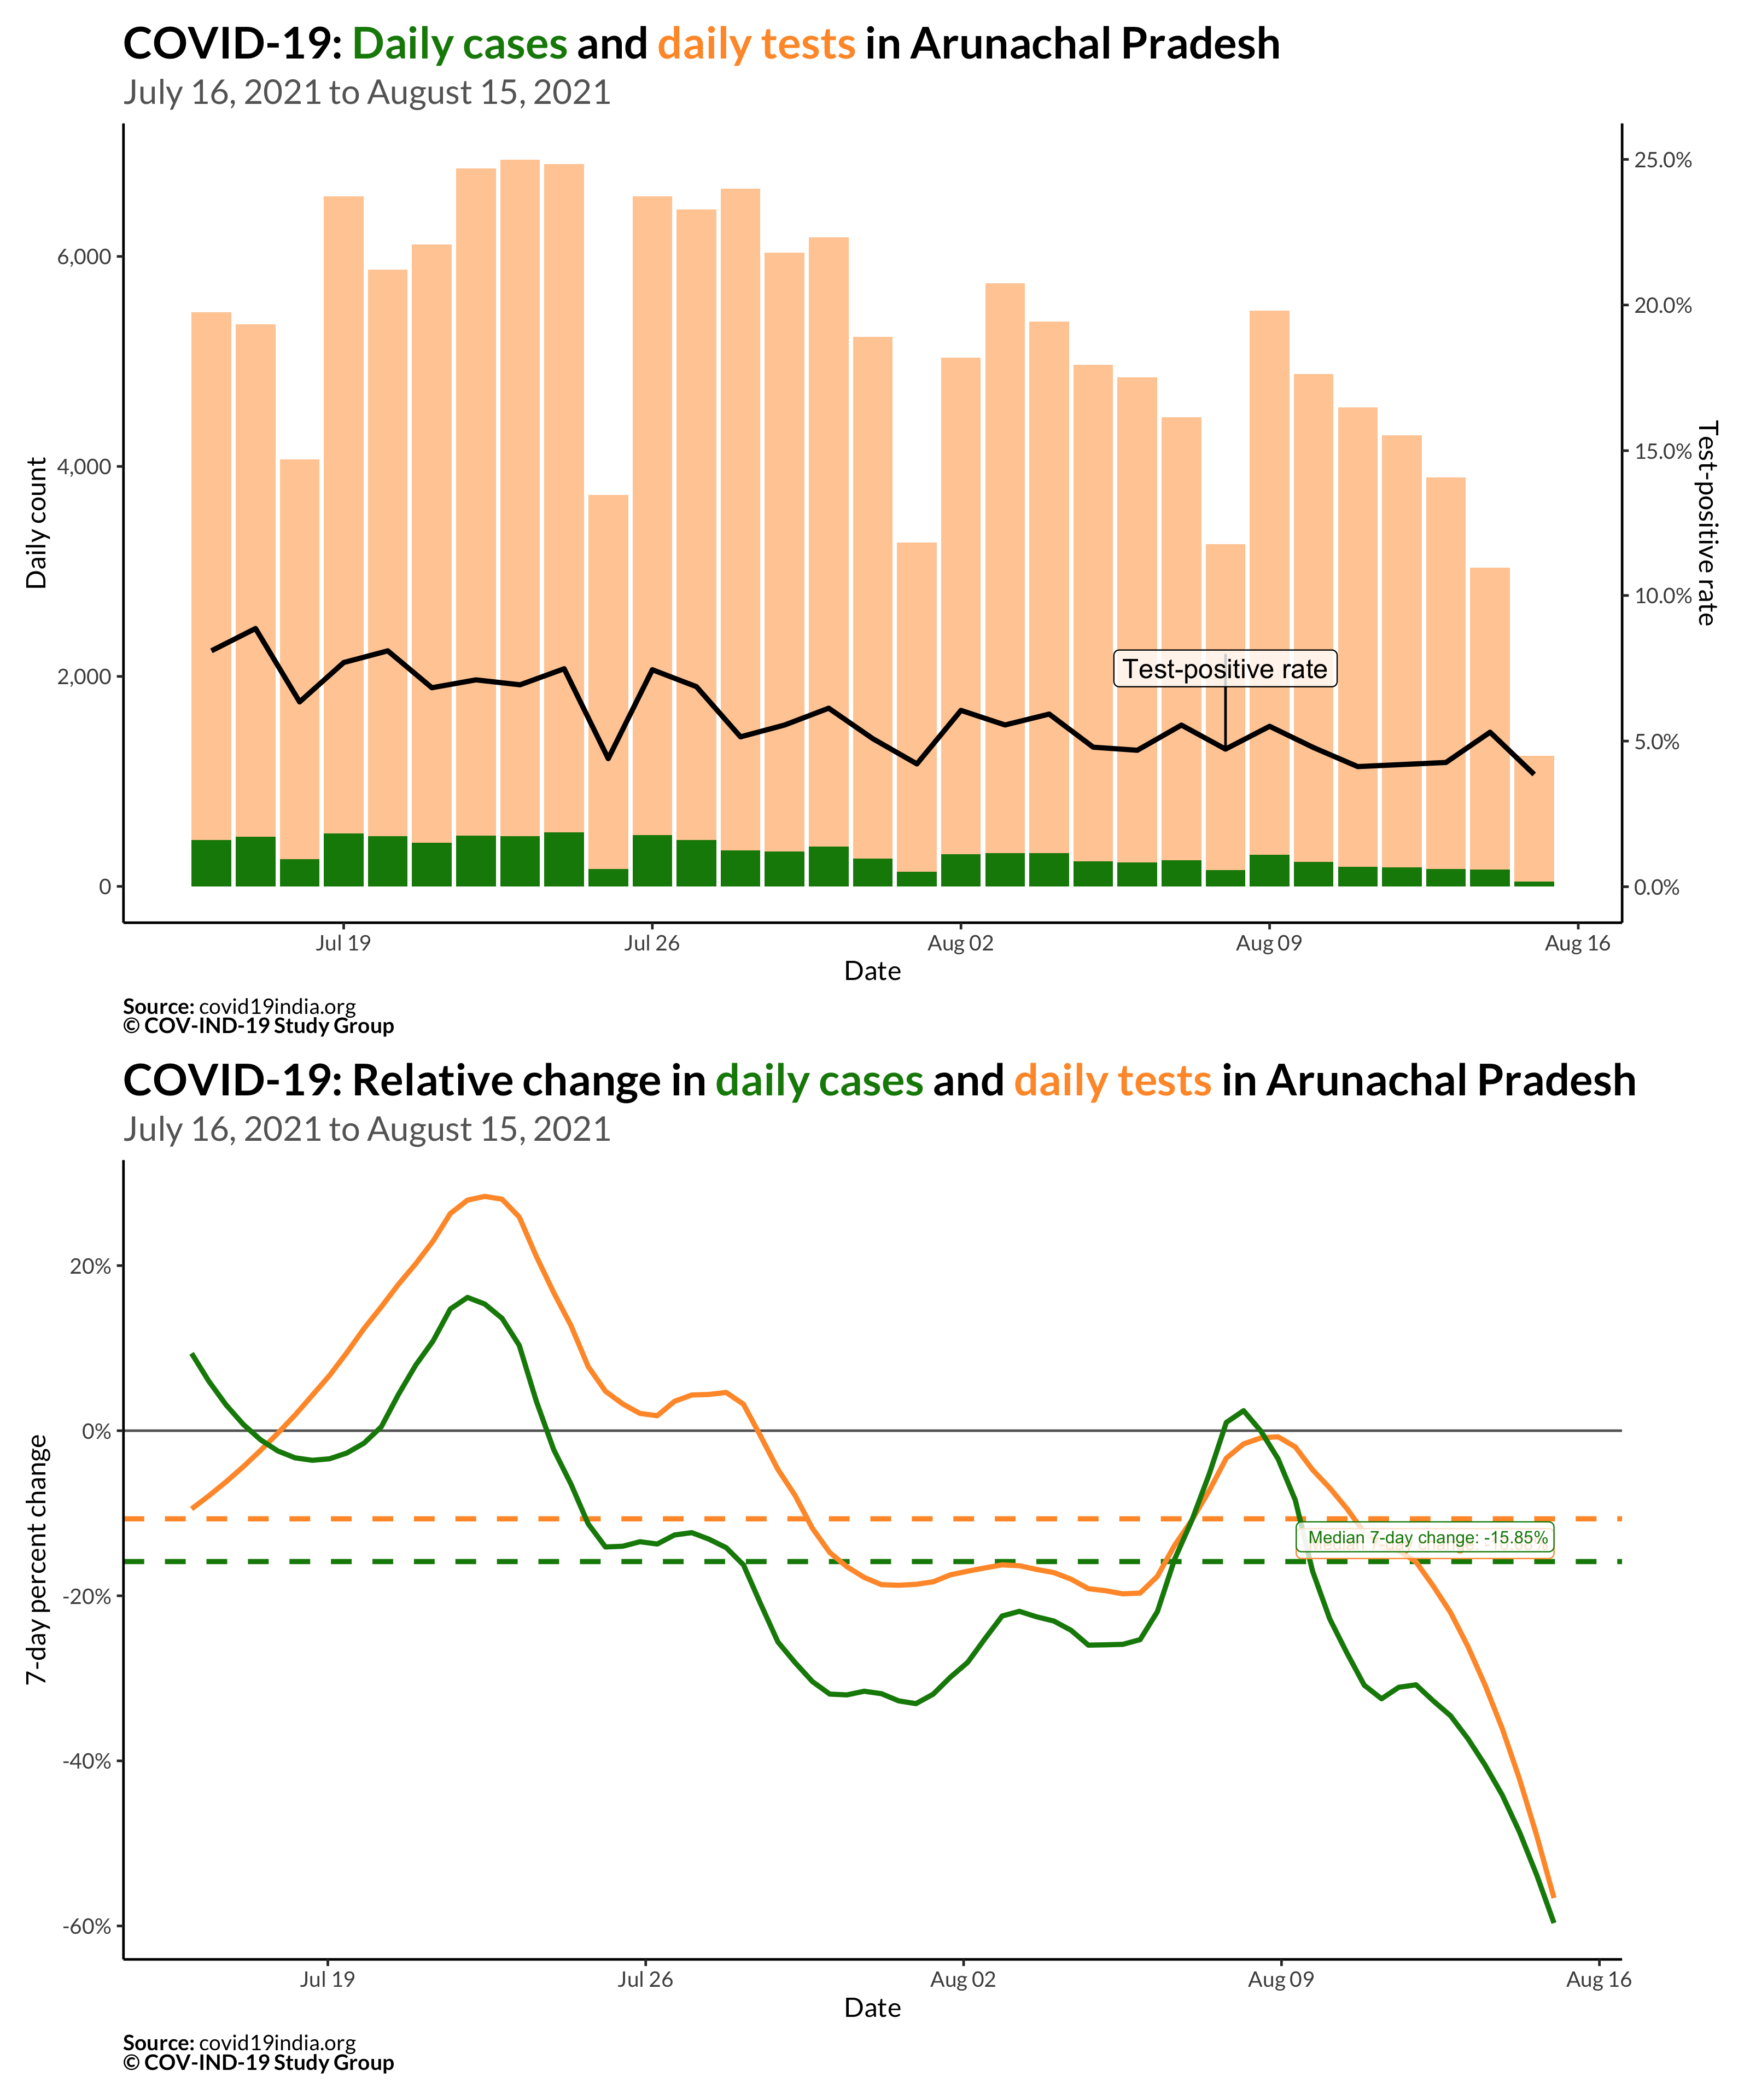 COVID-19: Daily cases and daily tests in Arunachal Pradesh
July 16, 2021 to August 15, 2021
Daily count
6,000
4,000
2,000
0
25.0%
20.0%
15.0%
10.0%
5.0%
0.0%
Test-positive rate
Test-positive rate
Jul 19
Jul 26
Aug 02
Aug 09
Aug 16
Date
Source: covid19india.org
© COV-IND-19 Study Group
COVID-19: Relative change in daily cases and daily tests in Arunachal Pradesh
July 16, 2021 to August 15, 2021
7-day percent change
20%
0%
-20%
-40%
-60%
Median 7-day change: -15.85%
Jul 19
Jul 26
Aug 02
Aug 09
Aug 16
Date
Source: covid19india.org
© COV-IND-19 Study Group